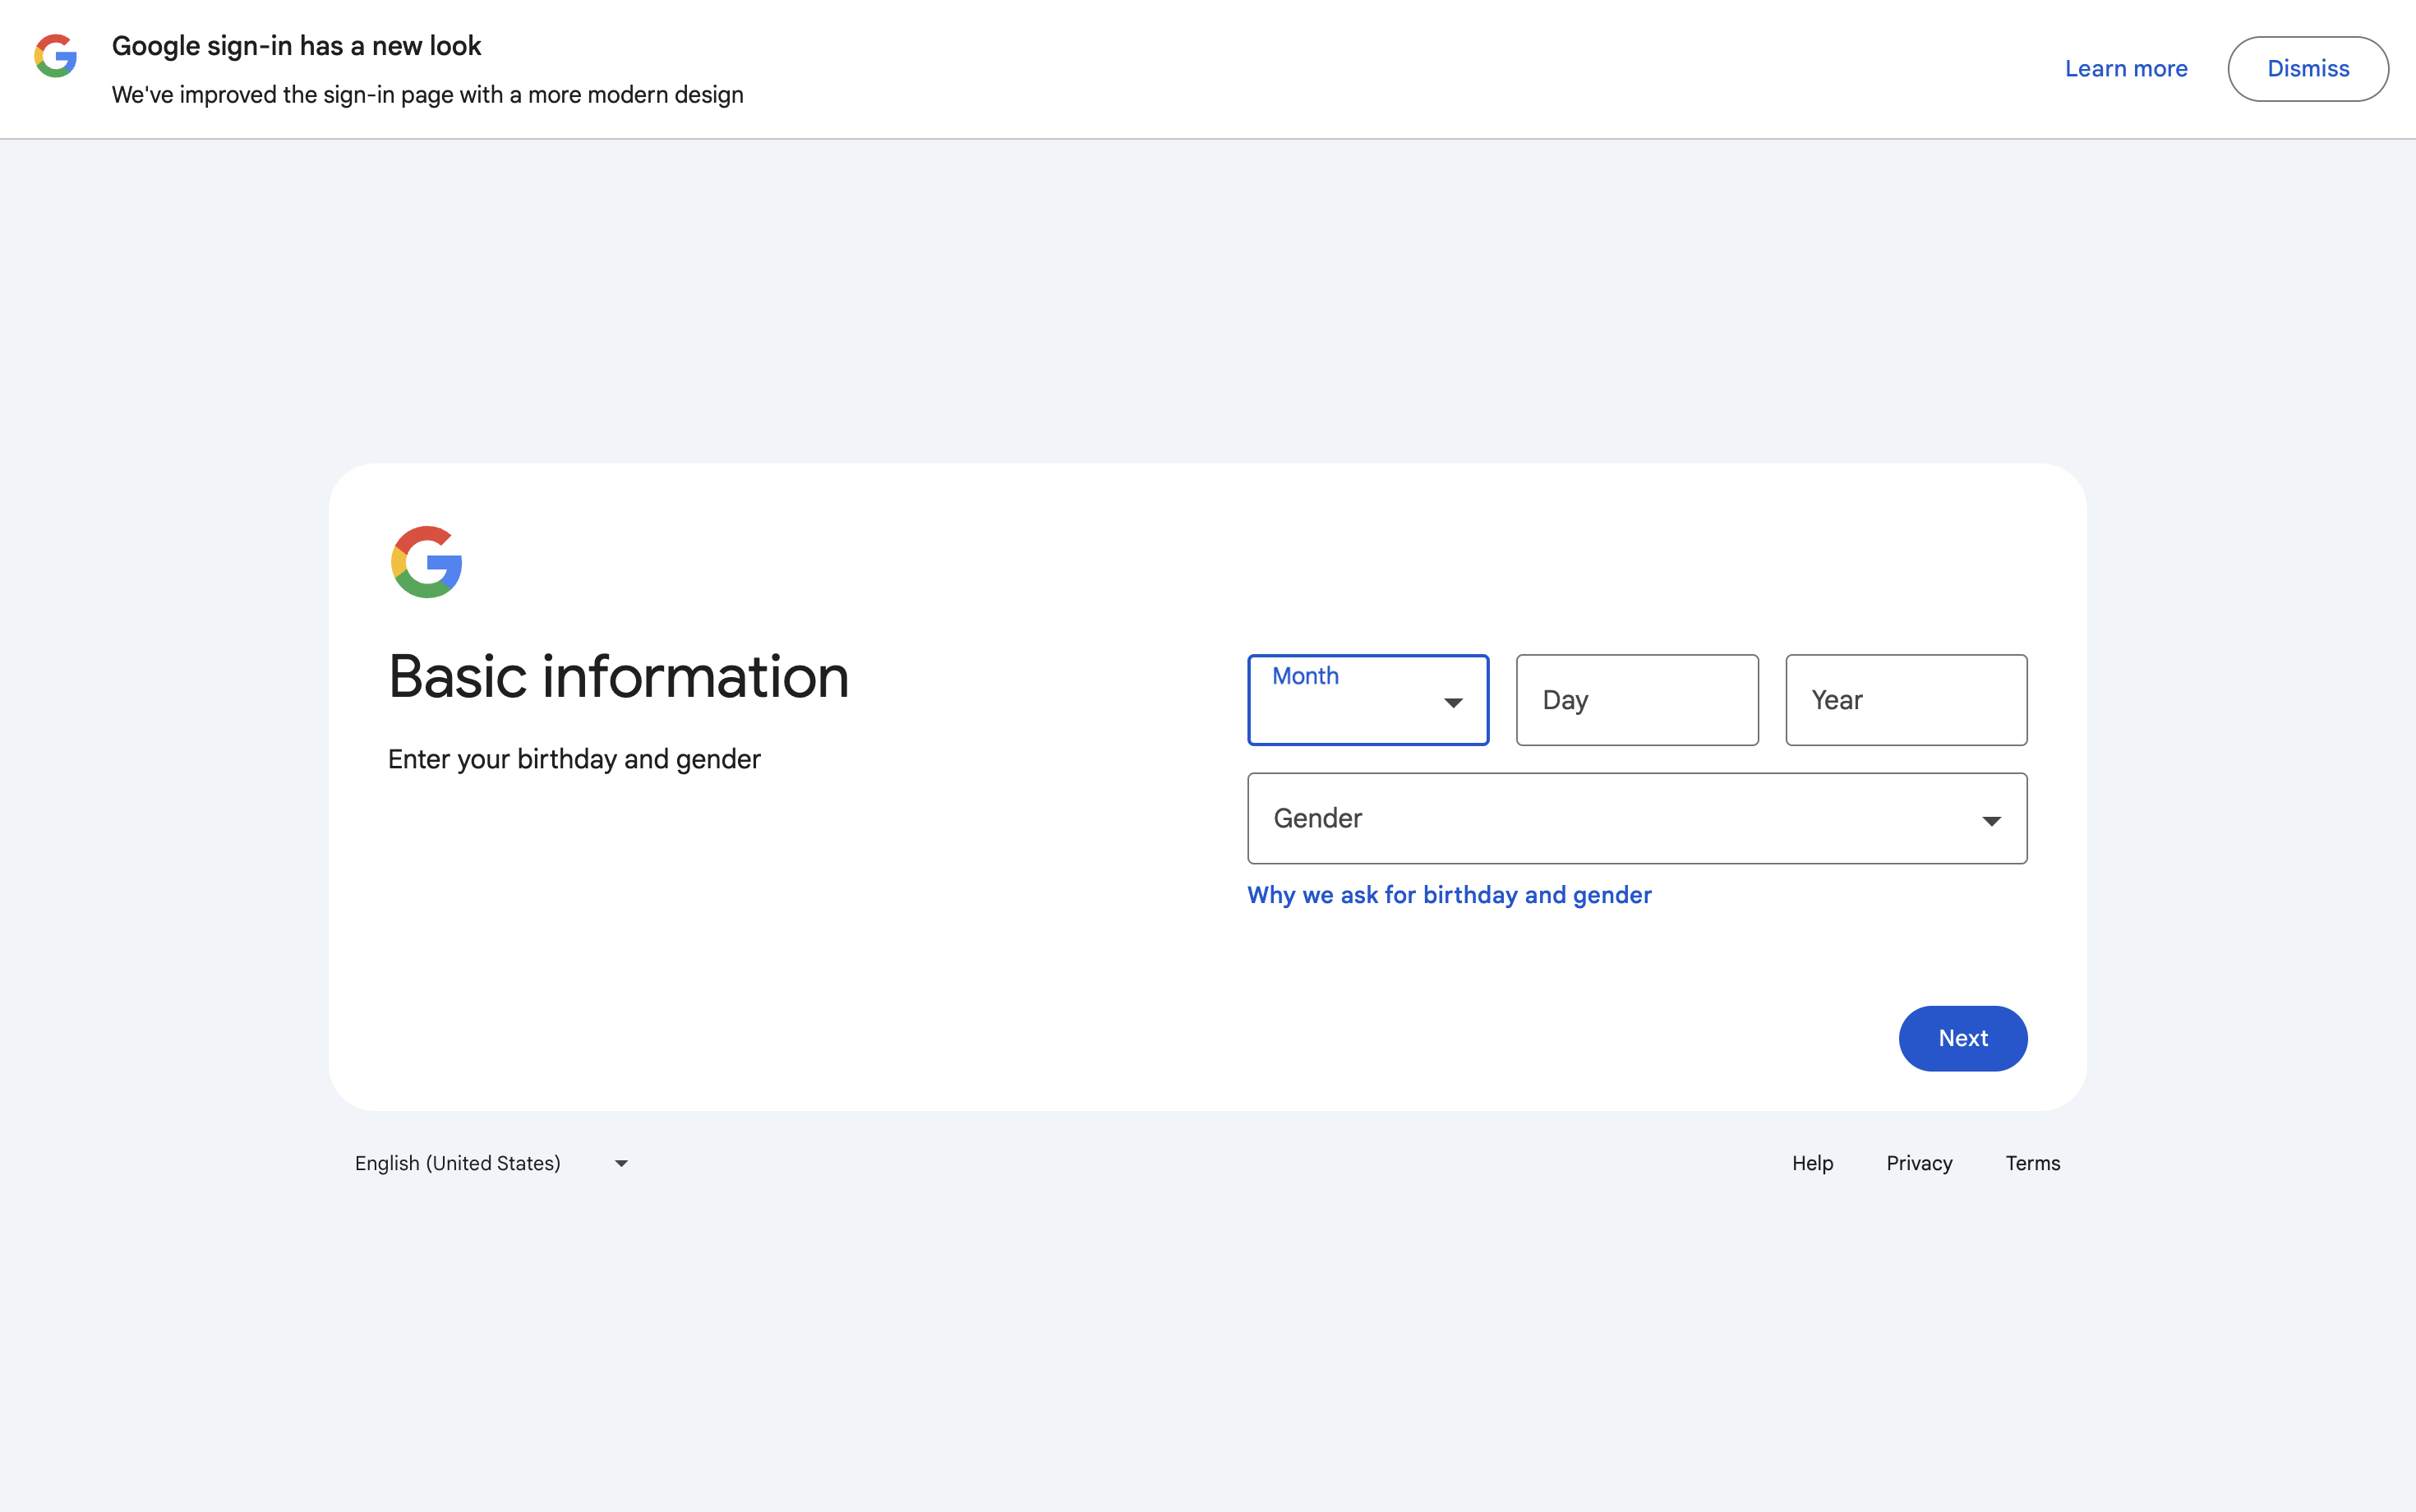 Google sign-in has a new look
We've improved the sign-in page with a more modern design
Learn more
Dismiss
Basic information
Enter your birthday and gender
Month
Day
Year
Gender
Why we ask for birthday and gender
Next
English (United States)
Help
Privacy
Terms